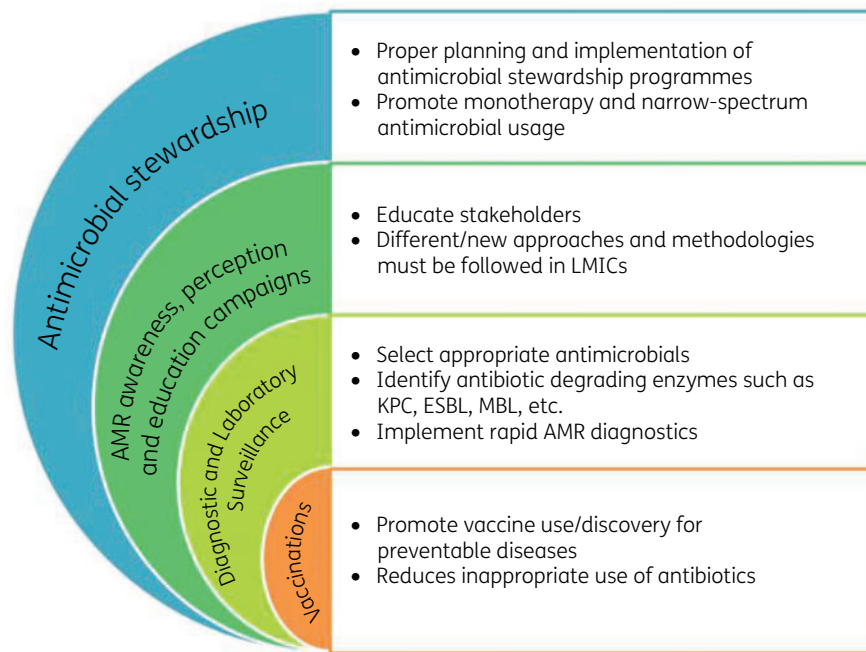 Antimicrobial stewardship
• Proper planning and implementation of
antimicrobial stewardship programmes
• Promote monotherapy and narrow-spectrum
antimicrobial usage
AMR awareness, perception
and education campaigns
• Educate stakeholders
• Different/new approaches and methodologies
must be followed in LMICs
Diagnostic and Laboratory
Surveillance
• Select appropriate antimicrobials
• Identify antibiotic degrading enzymes such as
KPC, ESBL, MBL, etc.
• Implement rapid AMR diagnostics
Vaccinations
• Promote vaccine use/discovery for
preventable diseases
• Reduces inappropriate use of antibiotics